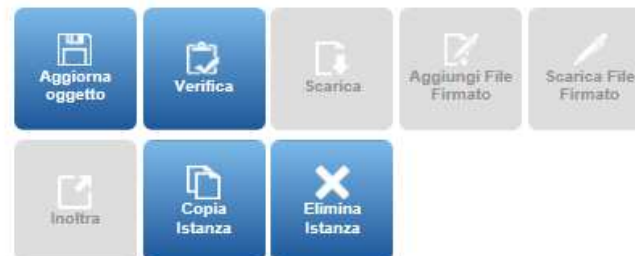 Aggiorna
oggetto
Verifica
Scarica
Aggiungi File
Firmato
Scarica File
Firmato
Inoltra
Copia
Istanza
Elimina
Istanza